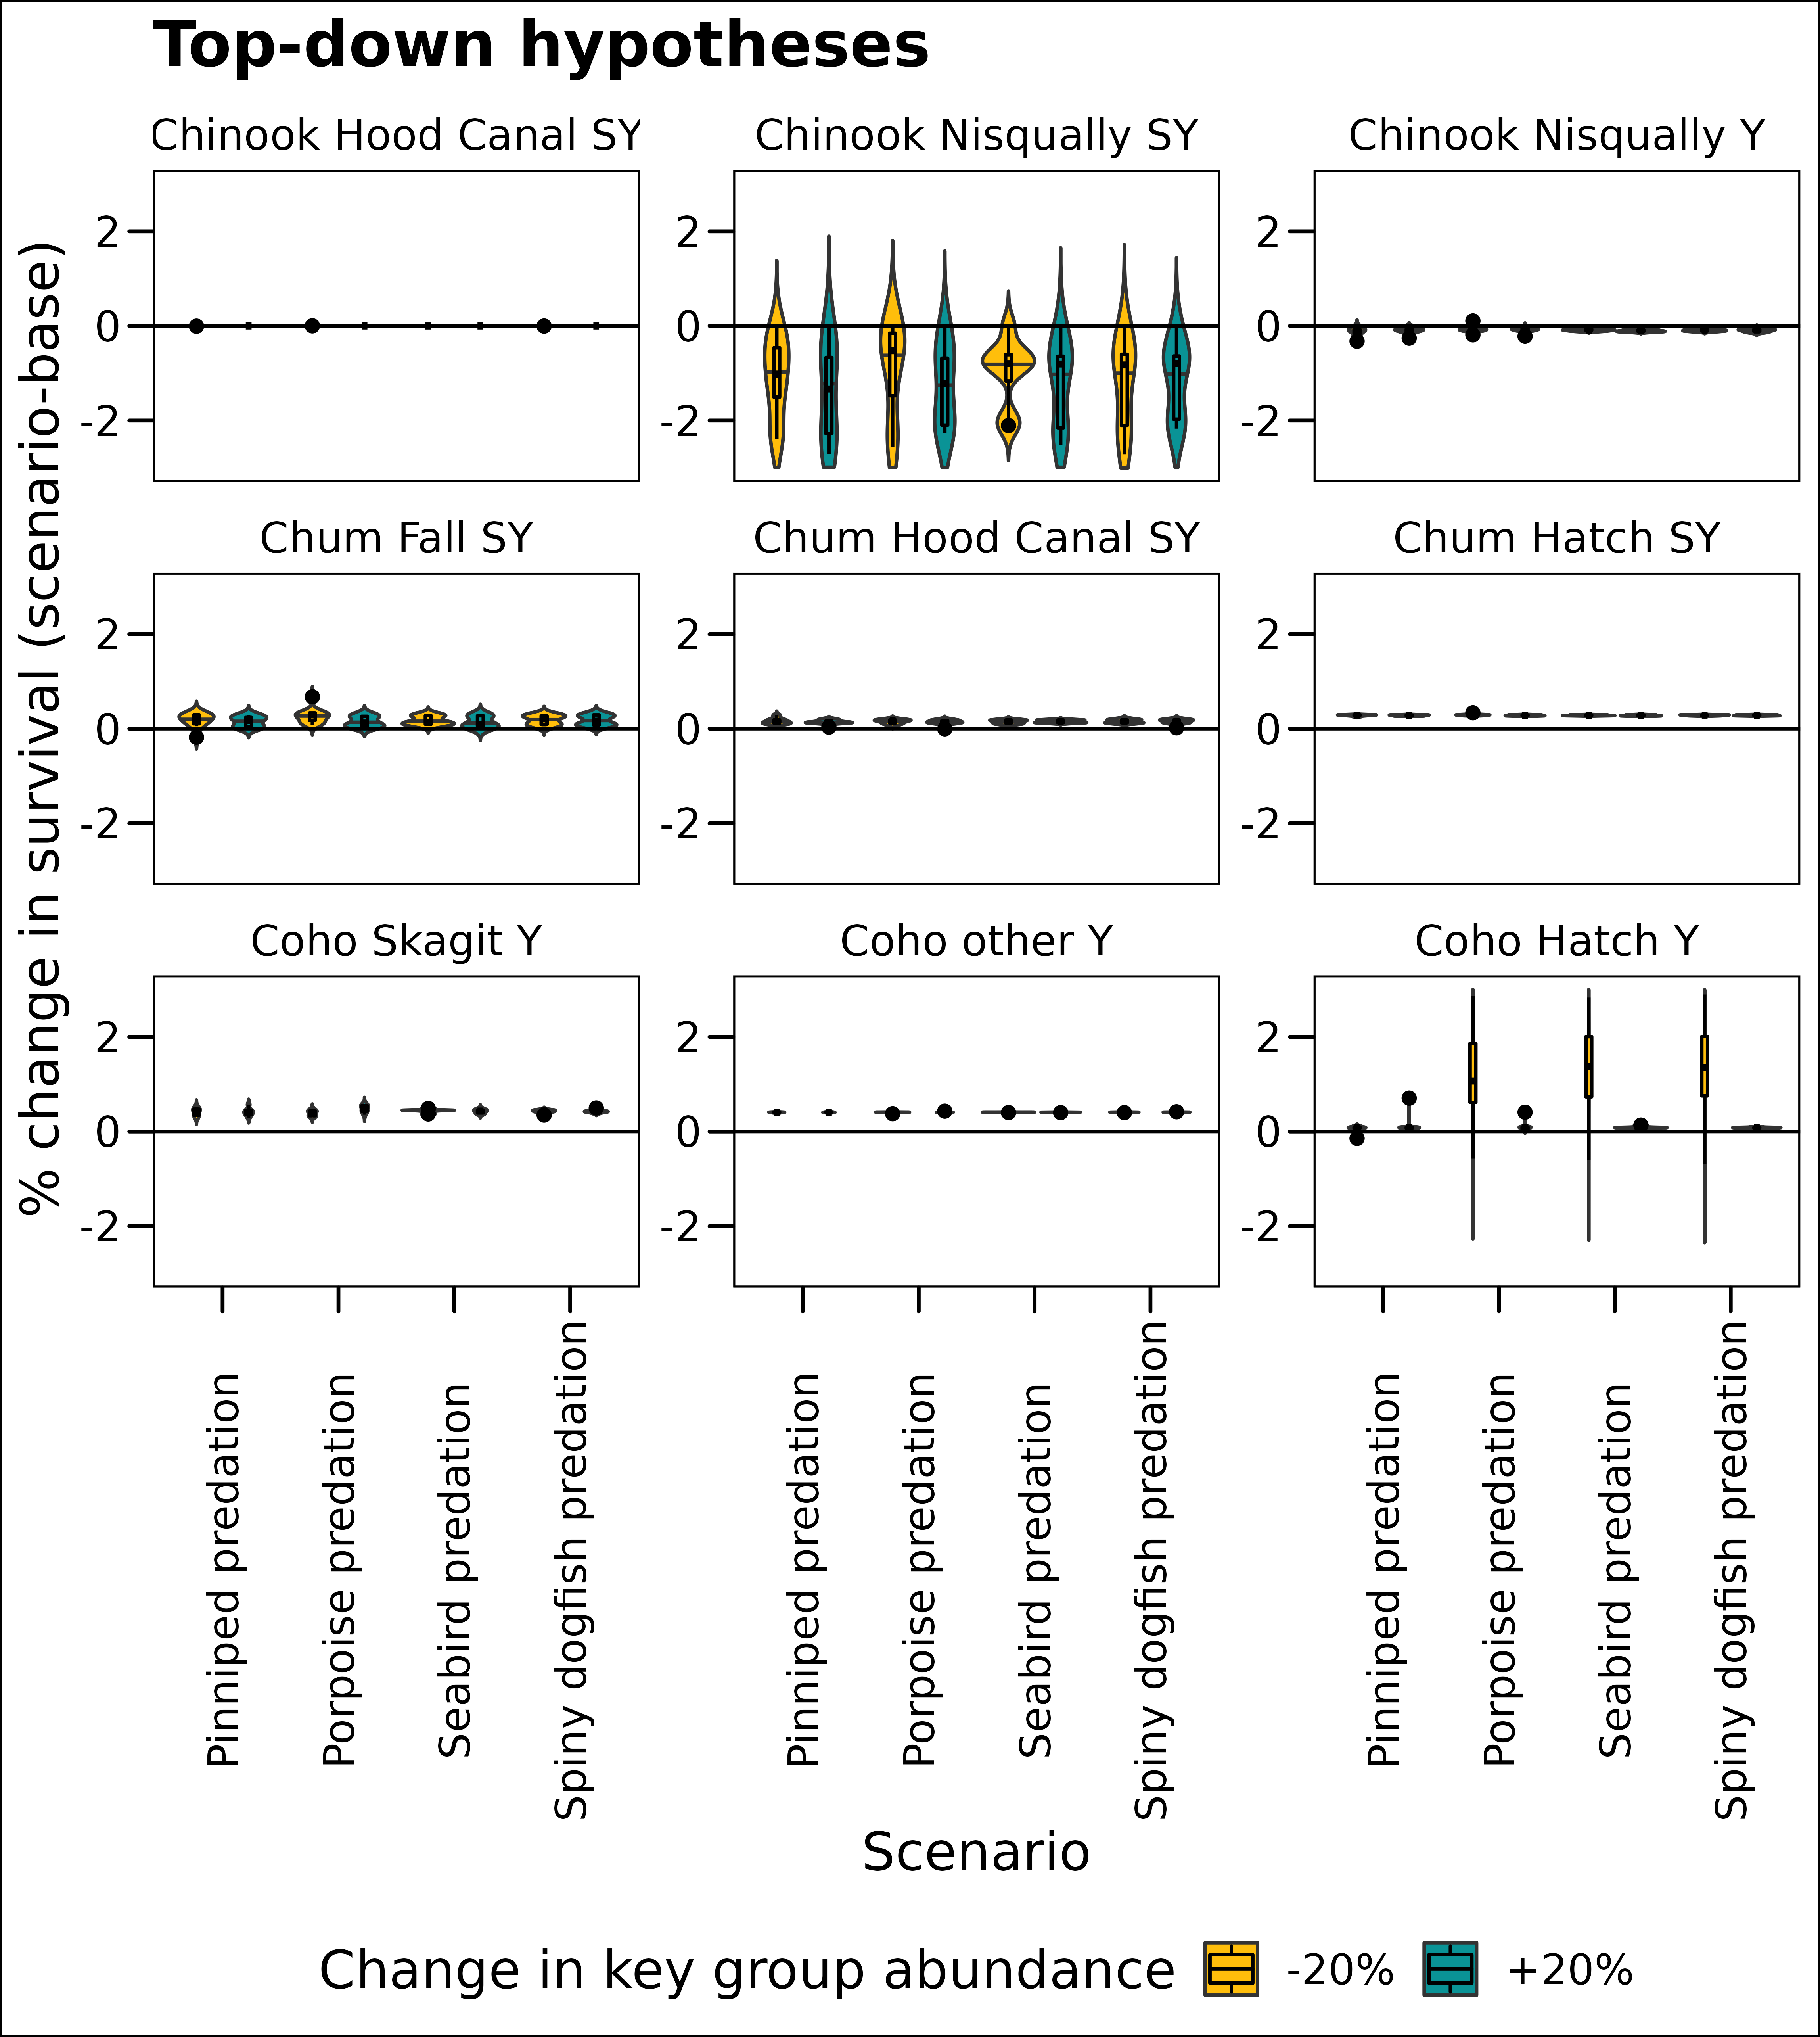 Top-down hypotheses
Chinook Hood Canal SY
Chinook Nisqually SY
Chinook Nisqually Y
2
0
-2
2
0
-2
2
0
-2
Chum Fall SY
Chum Hood Canal SY
Chum Hatch SY
2
0
-2
2
0
-2
2
0
-2
Coho Skagit Y
Coho other Y
Coho Hatch Y
2
0
-2
2
0
-2
2
0
-2
% change in survival (scenario-base)
Pinniped predation
Porpoise predation
Seabird predation
Spiny dogfish predation
Pinniped predation
Porpoise predation
Seabird predation
Spiny dogfish predation
Pinniped predation
Porpoise predation
Seabird predation
Spiny dogfish predation
Scenario
Change in key group abundance -20% +20%